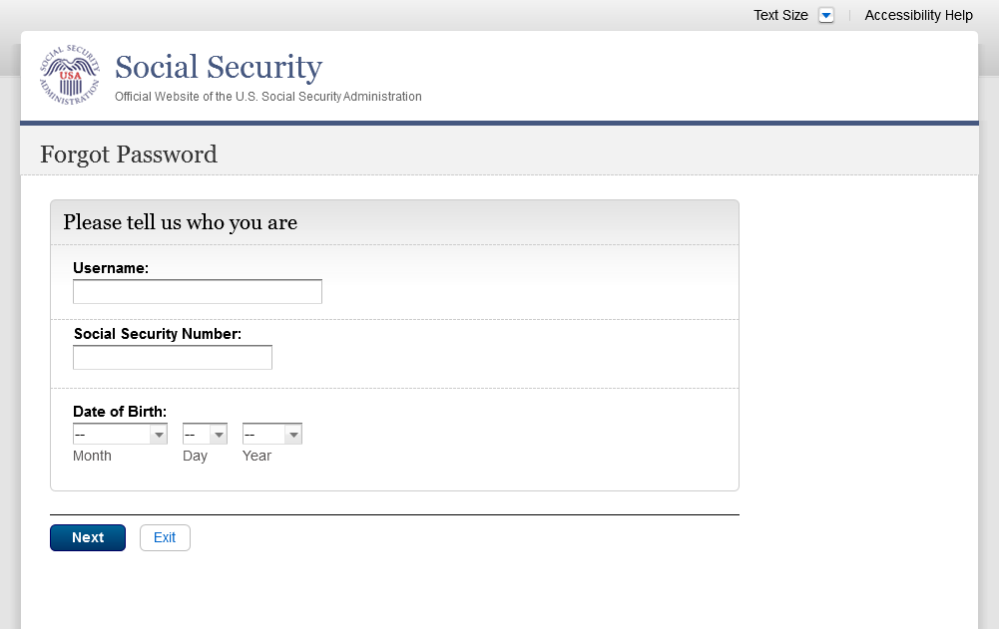 Text Size | Accessibility Help
SOCIAL SECURITY ADMINISTRATION
USA
Social Security
Official Website of the U.S. Social Security Administration
Forgot Password
Please tell us who you are
Username:
Social Security Number:
Date of Birth:
-- -- --
Month Day Year
Next Exit